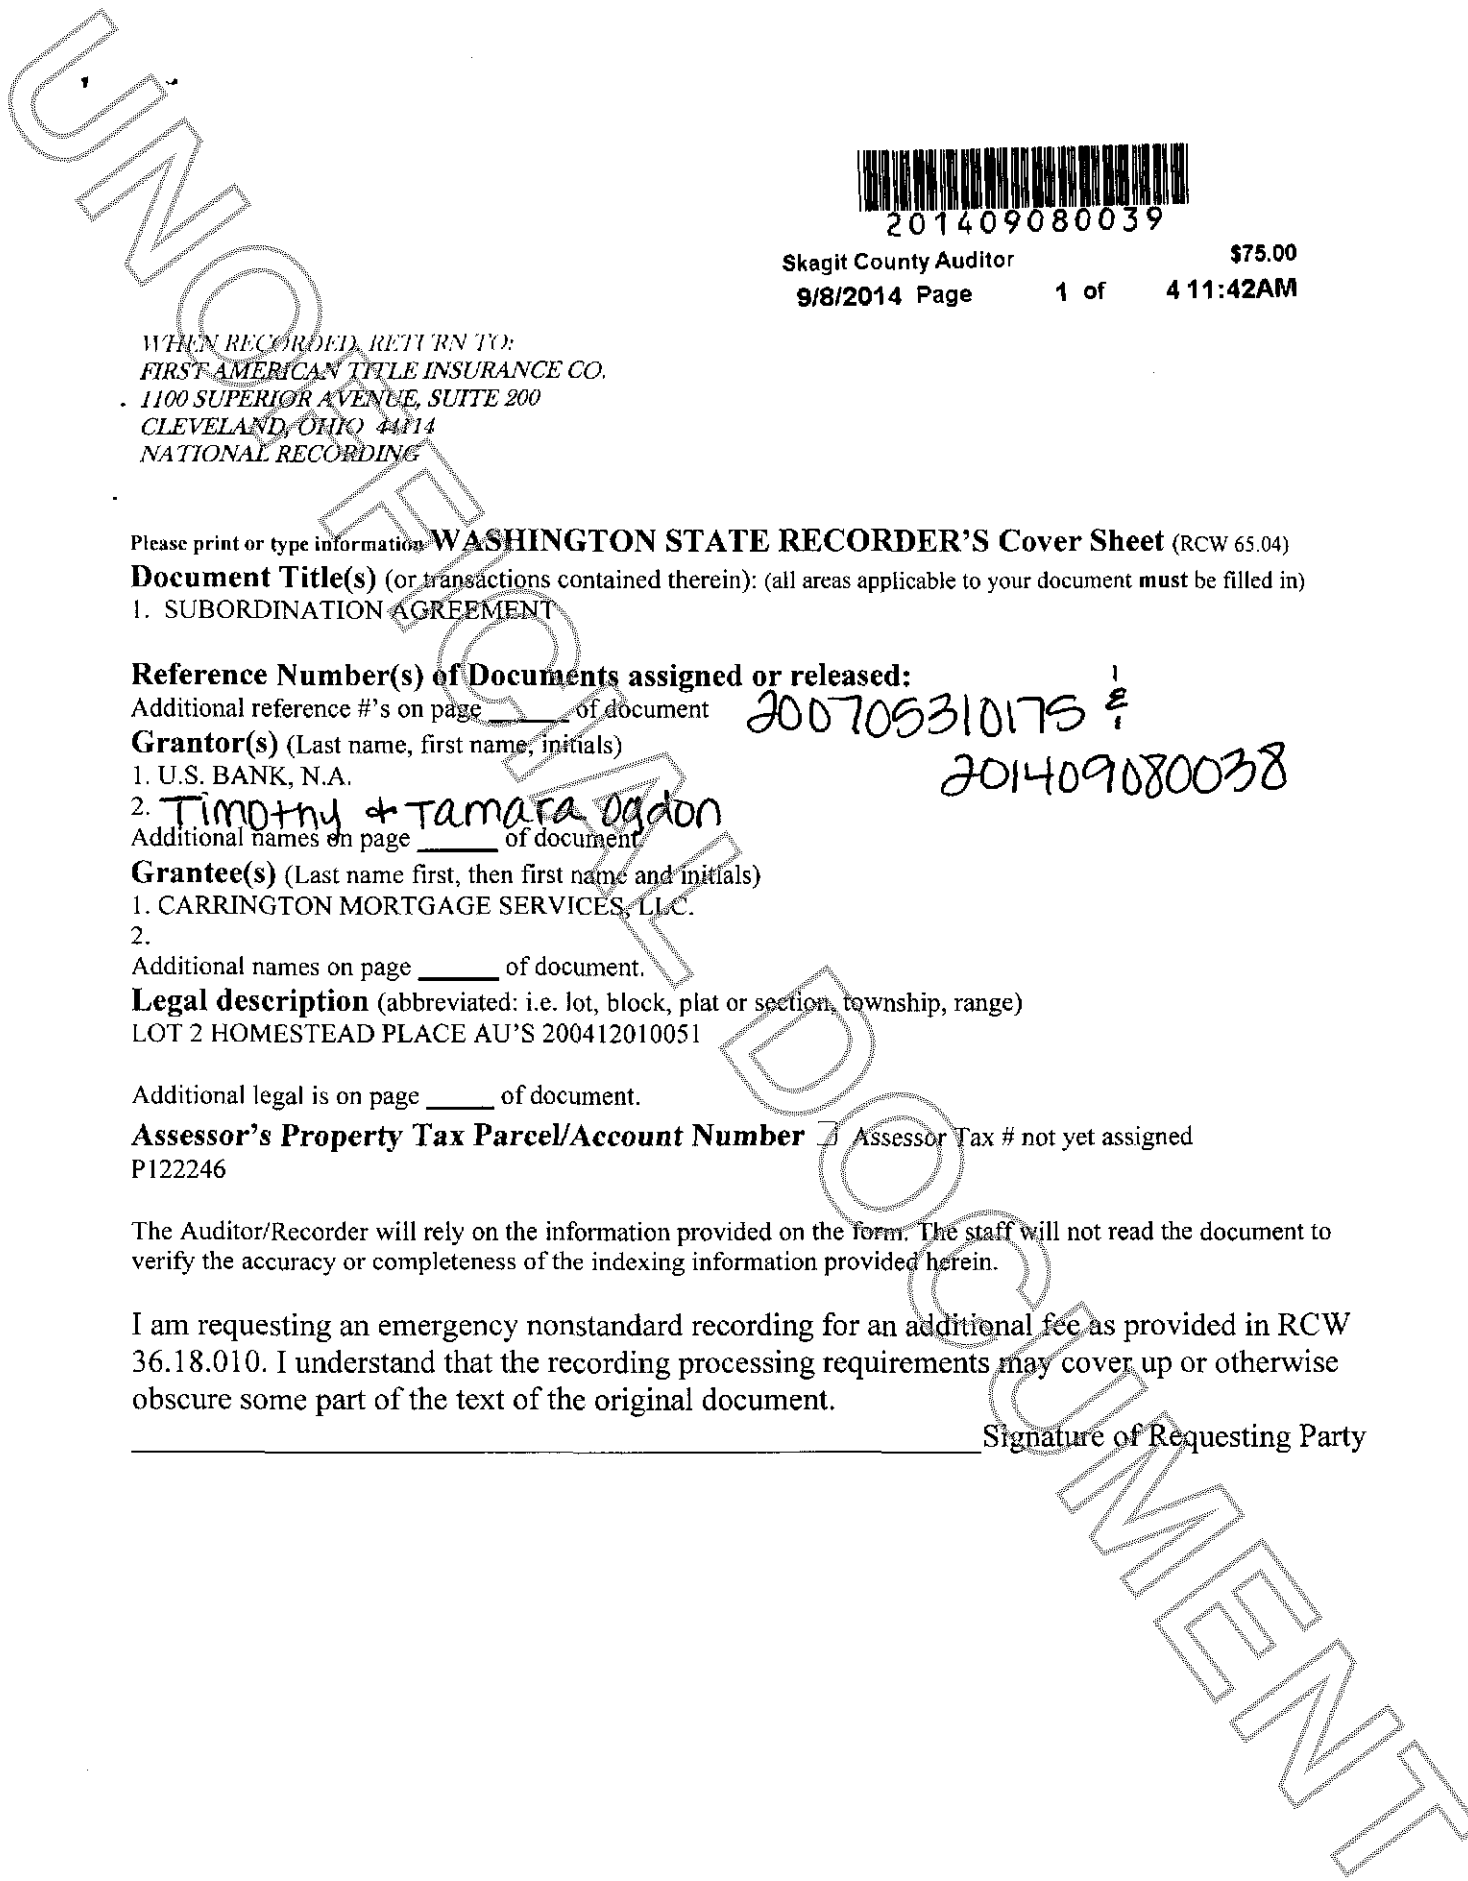 201409080039
Skagit County Auditor $75.00
9/8/2014 Page 1 of 4 11:42AM
WHEN RECORDED, RETURN TO:
FIRST AMERICAN TITLE INSURANCE CO.
1100 SUPERIOR AVENUE, SUITE 200
CLEVELAND, OHIO 44114
NATIONAL RECORDING
Please print or type information WASHINGTON STATE RECORDER'S Cover Sheet (RCW 65.04)
Document Title(s) (or transactions contained therein): (all areas applicable to your document must be filled in)
1. SUBORDINATION AGREEMENT
Reference Number(s) of Documents assigned or released:
Additional reference #'s on page ______ of document 200705310175 &
201409080038
Grantor(s) (Last name, first name, initials)
1. U.S. BANK, N.A.
2. Timothy & Tamara Ogdon
Additional names on page ______ of document.
Grantee(s) (Last name first, then first name and initials)
1. CARRINGTON MORTGAGE SERVICES, LLC.
2.
Additional names on page ______ of document.
Legal description (abbreviated: i.e. lot, block, plat or section, township, range)
LOT 2 HOMESTEAD PLACE AU'S 200412010051
Additional legal is on page _____ of document.
Assessor's Property Tax Parcel/Account Number Assessor Tax # not yet assigned
P122246
The Auditor/Recorder will rely on the information provided on the form. The staff will not read the document to
verify the accuracy or completeness of the indexing information provided herein.
I am requesting an emergency nonstandard recording for an additional fee as provided in RCW
36.18.010. I understand that the recording processing requirements may cover up or otherwise
obscure some part of the text of the original document.
Signature of Requesting Party
UNOFFICIAL DOCUMENT